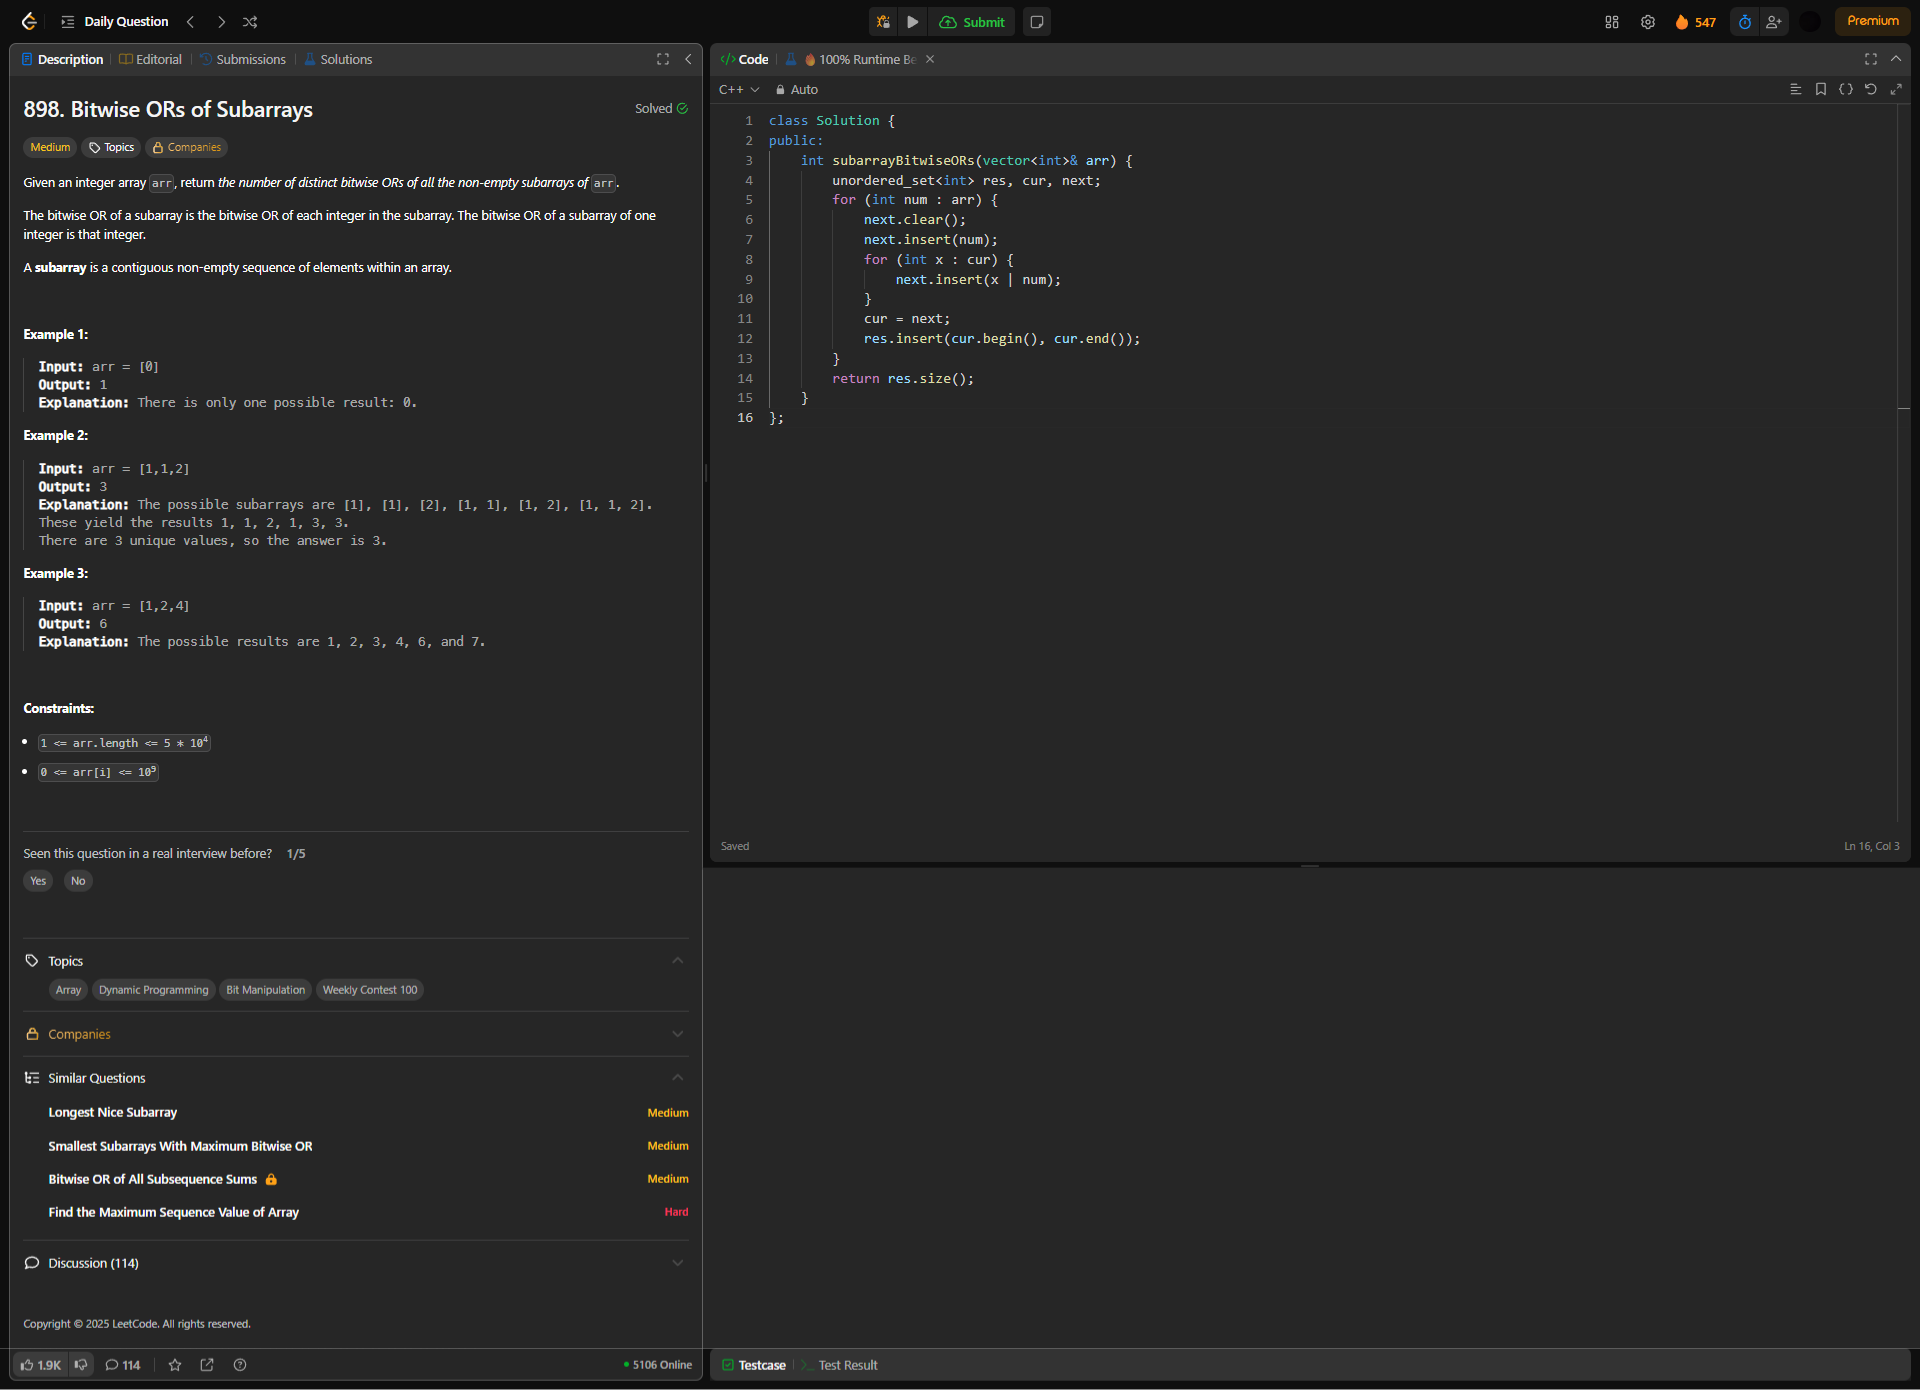 Daily Question
Submit
547
Premium
Description
Editorial
Submissions
Solutions
898. Bitwise ORs of Subarrays
Solved
Medium
Topics
Companies
Given an integer array arr, return the number of distinct bitwise ORs of all the non-empty subarrays of arr.
The bitwise OR of a subarray is the bitwise OR of each integer in the subarray. The bitwise OR of a subarray of one
integer is that integer.
A subarray is a contiguous non-empty sequence of elements within an array.
Example 1:
Input: arr = [0]
Output: 1
Explanation: There is only one possible result: 0.
Example 2:
Input: arr = [1,1,2]
Output: 3
Explanation: The possible subarrays are [1], [1], [2], [1, 1], [1, 2], [1, 1, 2].
These yield the results 1, 1, 2, 1, 3, 3.
There are 3 unique values, so the answer is 3.
Example 3:
Input: arr = [1,2,4]
Output: 6
Explanation: The possible results are 1, 2, 3, 4, 6, and 7.
Constraints:
1 <= arr.length <= 5 * 10⁴
0 <= arr[i] <= 10⁹
Seen this question in a real interview before? 1/5
Yes
No
Topics
Array
Dynamic Programming
Bit Manipulation
Weekly Contest 100
Companies
Similar Questions
Longest Nice Subarray Medium
Smallest Subarrays With Maximum Bitwise OR Medium
Bitwise OR of All Subsequence Sums Medium
Find the Maximum Sequence Value of Array Hard
Discussion (114)
Copyright © 2025 LeetCode. All rights reserved.
1.9K
114
5106 Online
Code
100% Runtime Be
C++
Auto
1 class Solution {
2 public:
3 int subarrayBitwiseORs(vector<int>& arr) {
4 unordered_set<int> res, cur, next;
5 for (int num : arr) {
6 next.clear();
7 next.insert(num);
8 for (int x : cur) {
9 next.insert(x | num);
10 }
11 cur = next;
12 res.insert(cur.begin(), cur.end());
13 }
14 return res.size();
15 }
16 };
Saved
Ln 16, Col 3
Testcase
Test Result